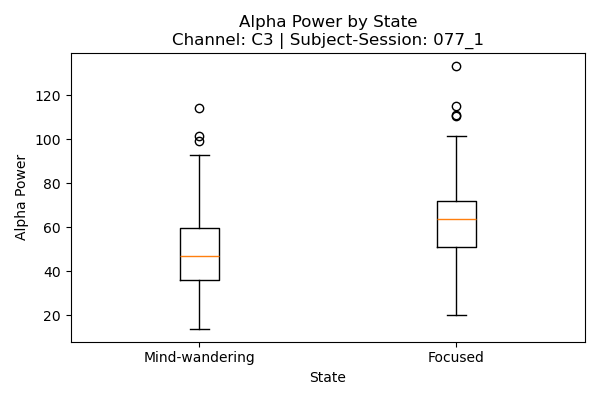 Alpha Power by State
Channel: C3 | Subject-Session: 077_1
Alpha Power
120
100
80
60
40
20
Mind-wandering Focused
State